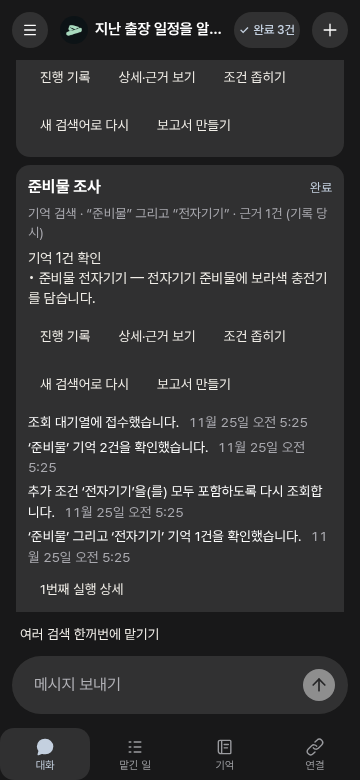 지난 출장 일정을 알...
✓ 완료 3건
진행 기록 상세·근거 보기 조건 좁히기
새 검색어로 다시 보고서 만들기
준비물 조사
완료
기억 검색 · “준비물” 그리고 “전자기기” · 근거 1건 (기록 당
시)
기억 1건 확인
• 준비물 전자기기 — 전자기기 준비물에 보라색 충전기
를 담습니다.
진행 기록 상세·근거 보기 조건 좁히기
새 검색어로 다시 보고서 만들기
조회 대기열에 접수했습니다. 11월 25일 오전 5:25
‘준비물’ 기억 2건을 확인했습니다. 11월 25일 오전
5:25
추가 조건 ‘전자기기’을(를) 모두 포함하도록 다시 조회합
니다. 11월 25일 오전 5:25
‘준비물’ 그리고 ‘전자기기’ 기억 1건을 확인했습니다. 11
월 25일 오전 5:25
1번째 실행 상세
여러 검색 한꺼번에 맡기기
메시지 보내기
대화 맡긴 일 기억 연결